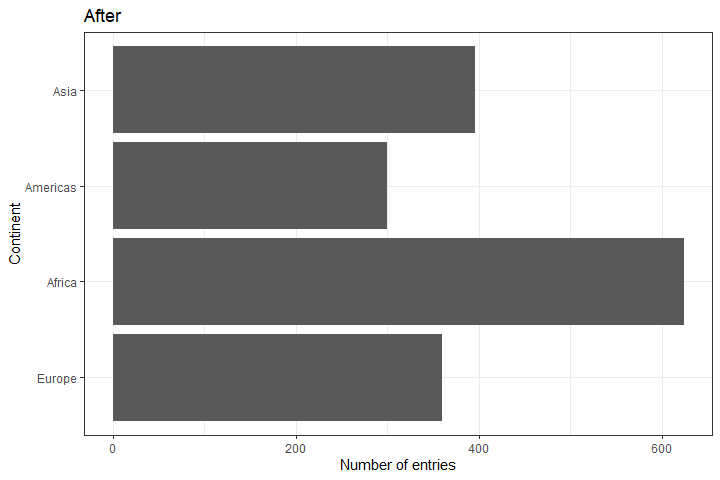 After
Asia
Americas
Africa
Europe
Continent
0 200 400 600
Number of entries